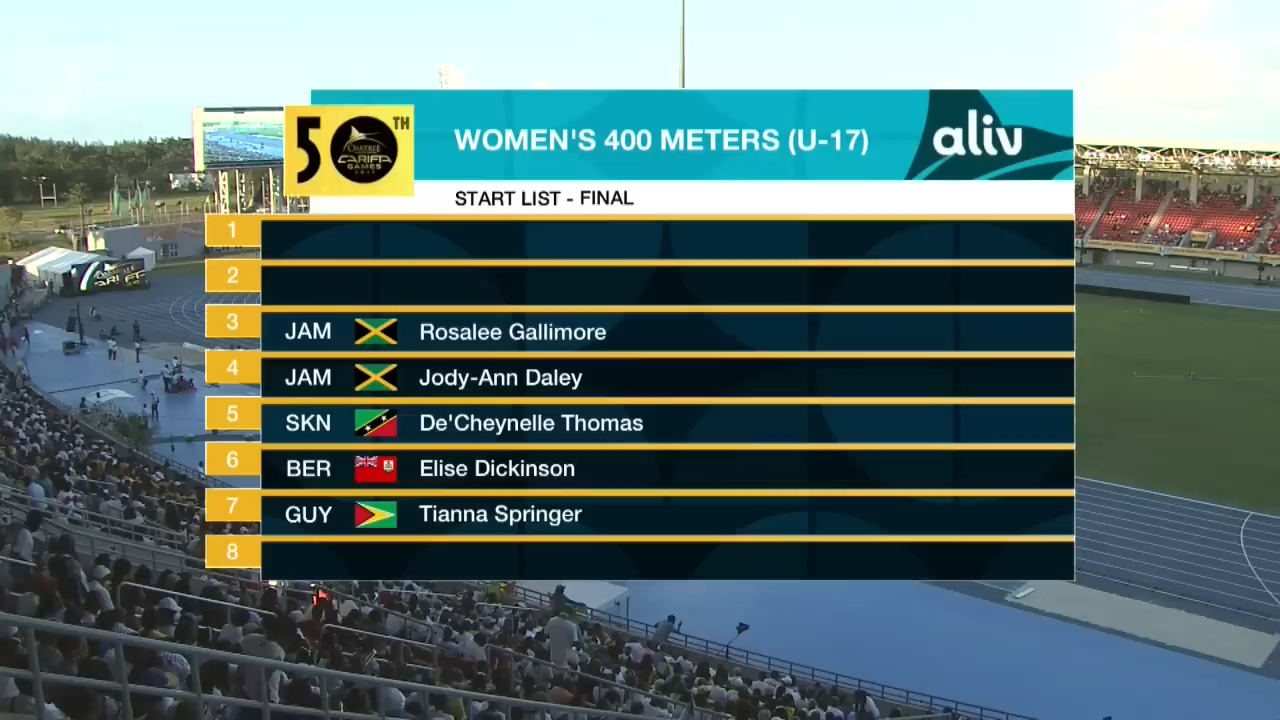 50TH
OAKTREE
CARIFTA
GAMES
WOMEN'S 400 METERS (U-17)
aliv
START LIST - FINAL
1
2
3 JAM Rosalee Gallimore
4 JAM Jody-Ann Daley
5 SKN De'Cheynelle Thomas
6 BER Elise Dickinson
7 GUY Tianna Springer
8